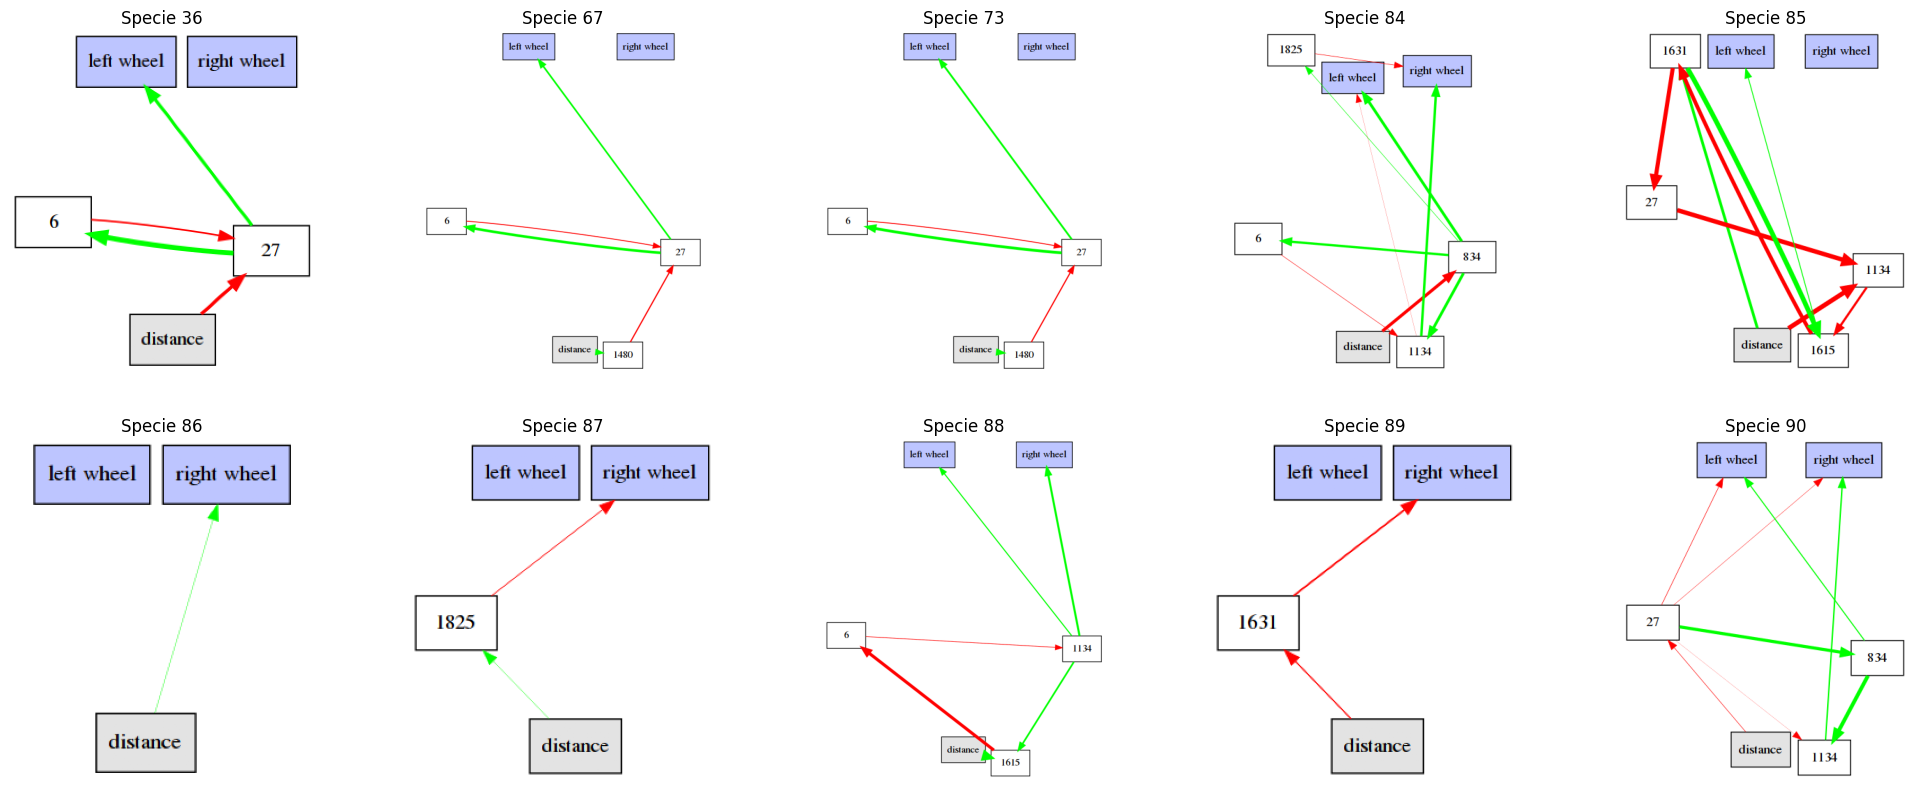 Specie 36
left wheel
right wheel
6
27
distance
Specie 67
left wheel
right wheel
6
27
distance
1480
Specie 73
left wheel
right wheel
6
27
distance
1480
Specie 84
1825
left wheel
right wheel
6
834
distance
1134
Specie 85
1631
left wheel
right wheel
27
1134
distance
1615
Specie 86
left wheel
right wheel
distance
Specie 87
left wheel
right wheel
1825
distance
Specie 88
left wheel
right wheel
6
1134
distance
1615
Specie 89
left wheel
right wheel
1631
distance
Specie 90
left wheel
right wheel
27
834
distance
1134